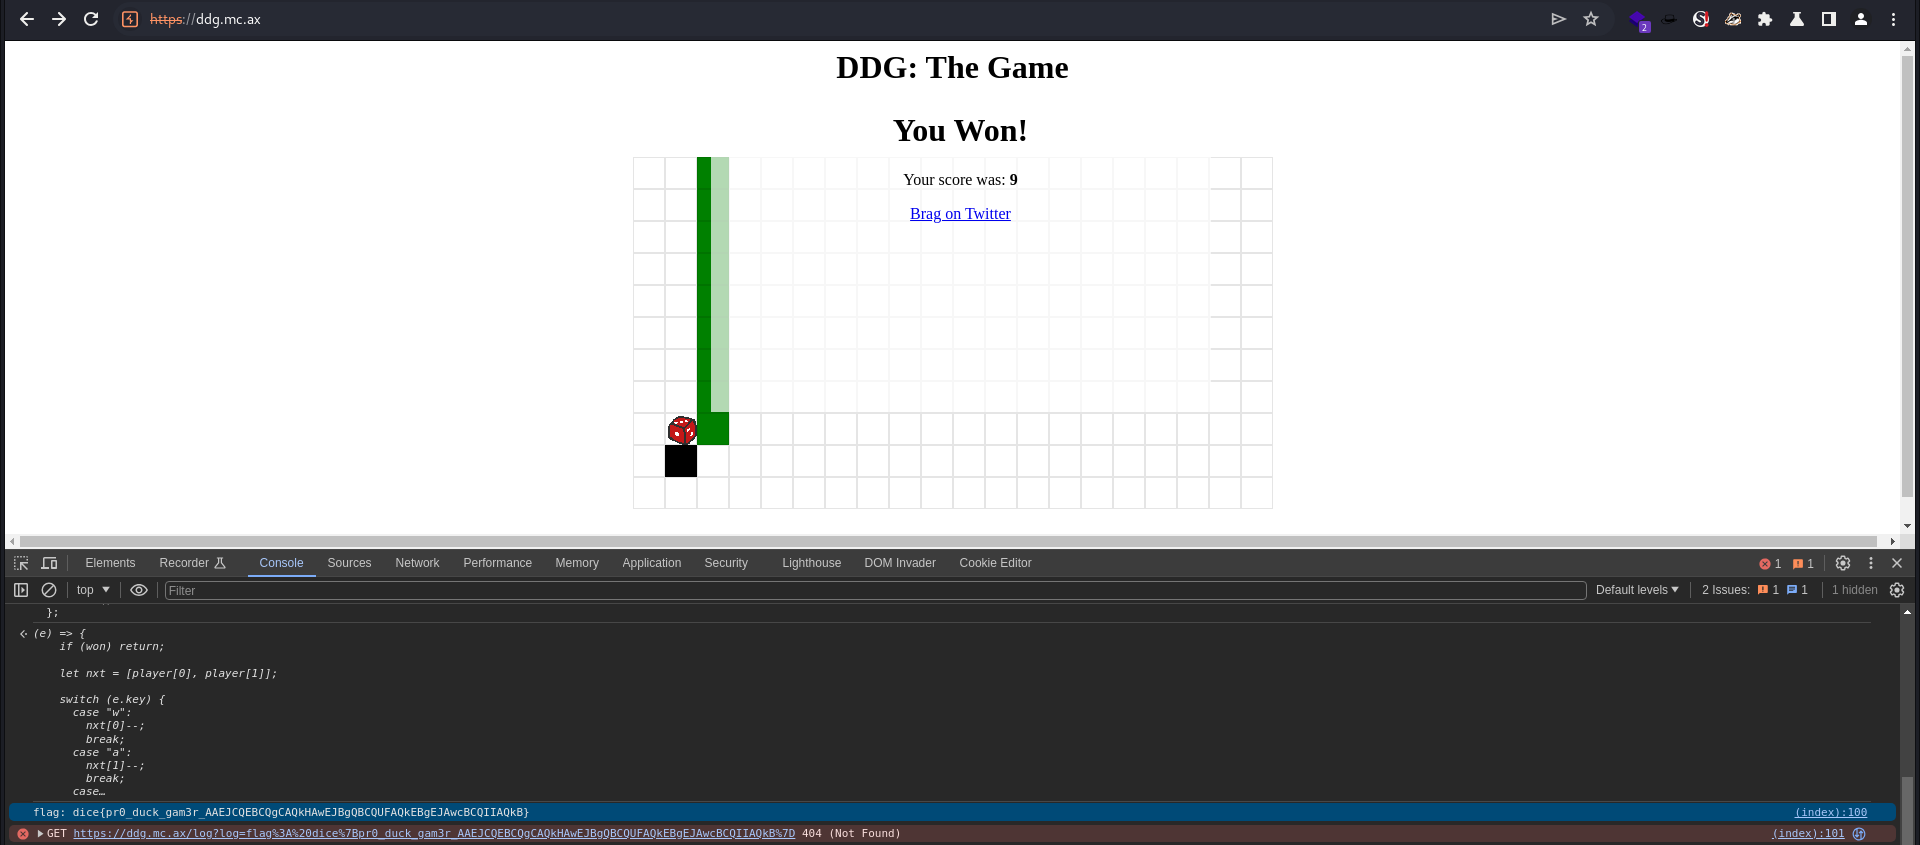 https://ddg.mc.ax
2
DDG: The Game
You Won!
Your score was: 9
Brag on Twitter
Elements Recorder Console Sources Network Performance Memory Application Security Lighthouse DOM Invader Cookie Editor 1 1
top Filter Default levels 2 Issues: 1 1 1 hidden
};
(e) => {
if (won) return;
let nxt = [player[0], player[1]];
switch (e.key) {
case "w":
nxt[0]--;
break;
case "a":
nxt[1]--;
break;
case…
flag: dice{pr0_duck_gam3r_AAEJCQEBCQgCAQkHAwEJBgQBCQUFAQkEBgEJAwcBCQIIAQkB} (index):100
GET https://ddg.mc.ax/log?log=flag%3A%20dice%7Bpr0_duck_gam3r_AAEJCQEBCQgCAQkHAwEJBgQBCQUFAQkEBgEJAwcBCQIIAQkB%7D 404 (Not Found) (index):101